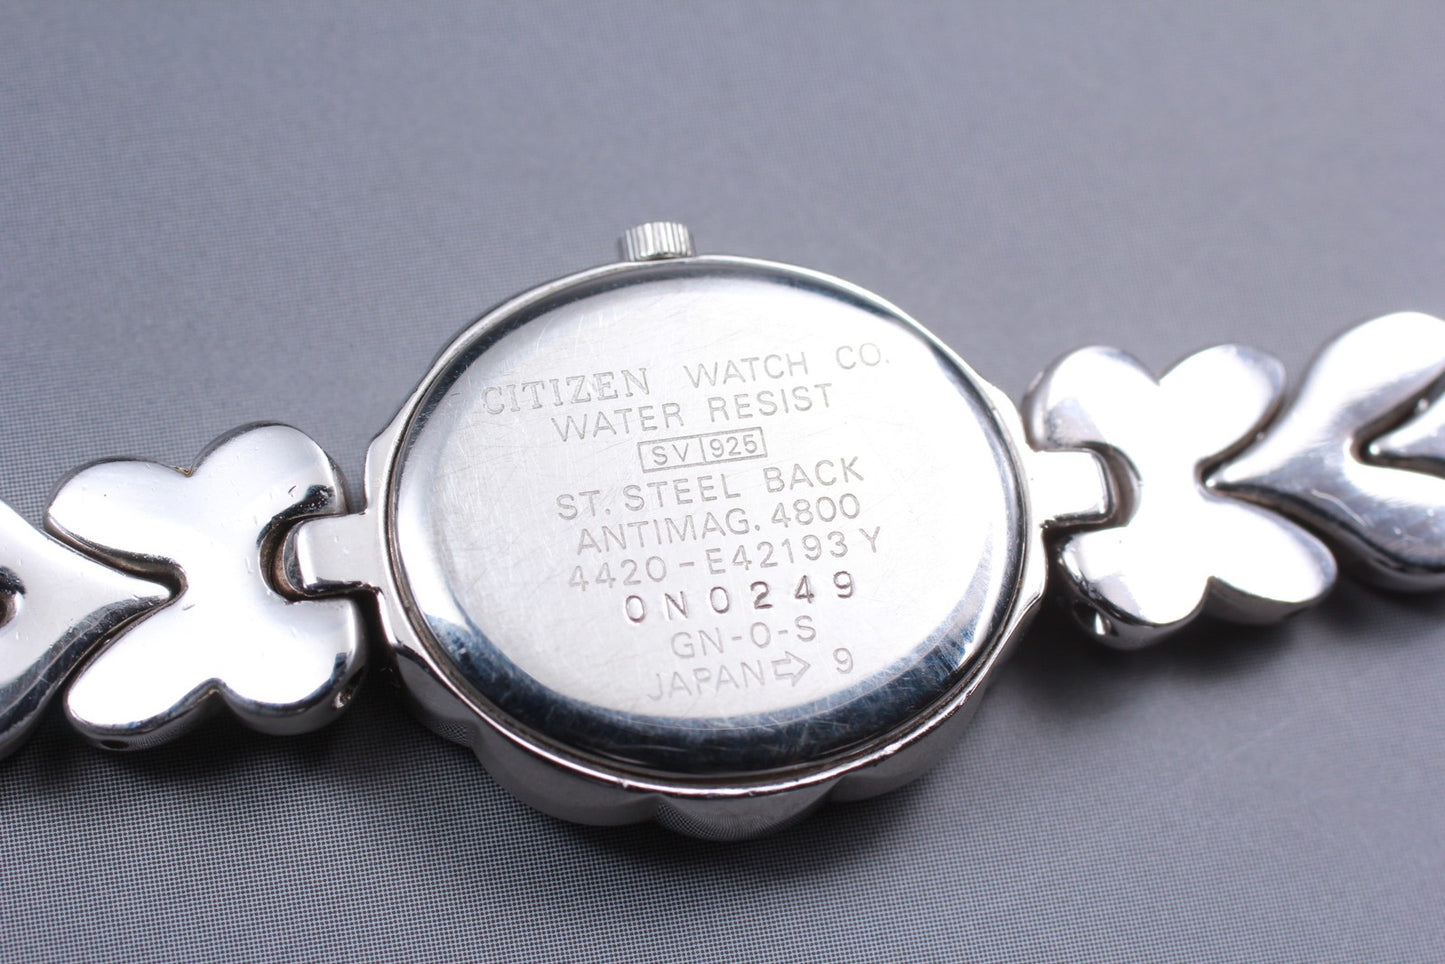 CITIZEN WATCH CO.
WATER RESIST
SV 925
ST. STEEL BACK
ANTIMAG. 4800
4420-E42193 Y
0N0249
GN-0-S
JAPAN 9